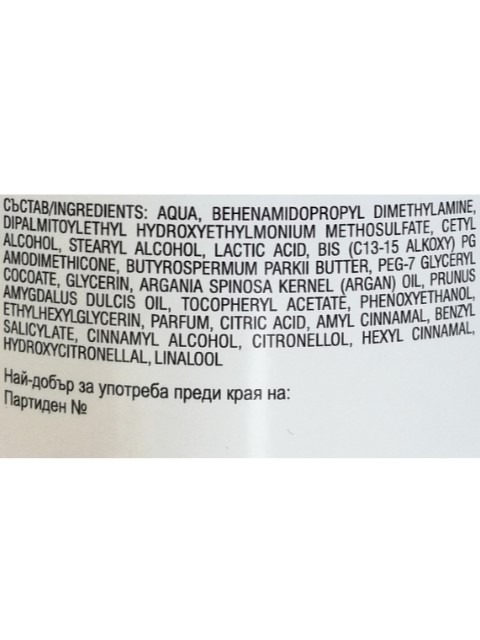 СЪСТАВ/INGREDIENTS: AQUA, BEHENAMIDOPROPYL DIMETHYLAMINE,
DIPALMITOYLETHYL HYDROXYETHYLMONIUM METHOSULFATE, CETYL
ALCOHOL, STEARYL ALCOHOL, LACTIC ACID, BIS (C13-15 ALKOXY) PG
AMODIMETHICONE, BUTYROSPERMUM PARKII BUTTER, PEG-7 GLYCERYL
COCOATE, GLYCERIN, ARGANIA SPINOSA KERNEL (ARGAN) OIL, PRUNUS
AMYGDALUS DULCIS OIL, TOCOPHERYL ACETATE, PHENOXYETHANOL,
ETHYLHEXYLGLYCERIN, PARFUM, CITRIC ACID, AMYL CINNAMAL, BENZYL
SALICYLATE, CINNAMYL ALCOHOL, CITRONELLOL, HEXYL CINNAMAL,
HYDROXYCITRONELLAL, LINALOOL
Най-добър за употреба преди края на:
Партиден №